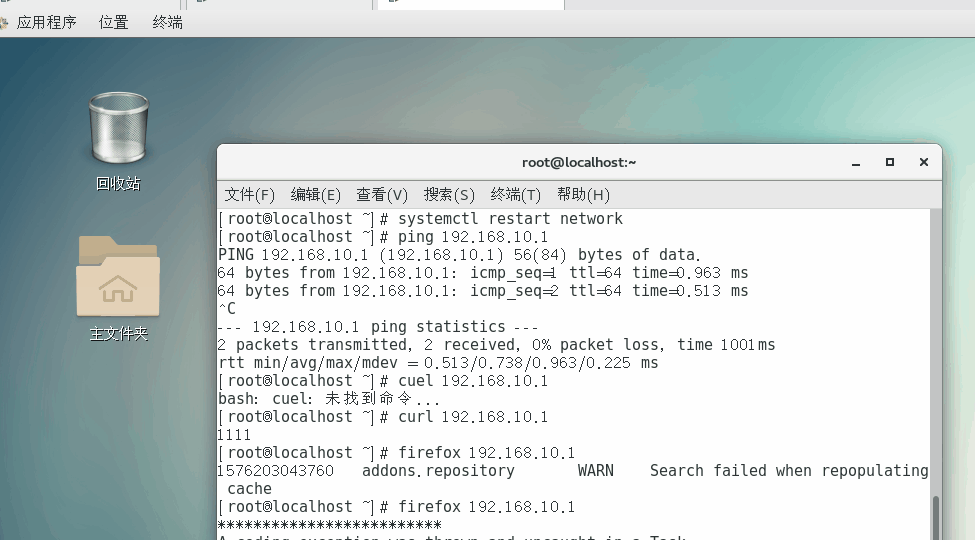 应用程序 位置 终端
回收站
主文件夹
root@localhost:~
文件(F) 编辑(E) 查看(V) 搜索(S) 终端(T) 帮助(H)
[root@localhost ~]# systemctl restart network
[root@localhost ~]# ping 192.168.10.1
PING 192.168.10.1 (192.168.10.1) 56(84) bytes of data.
64 bytes from 192.168.10.1: icmp_seq=1 ttl=64 time=0.963 ms
64 bytes from 192.168.10.1: icmp_seq=2 ttl=64 time=0.513 ms
^C
--- 192.168.10.1 ping statistics ---
2 packets transmitted, 2 received, 0% packet loss, time 1001ms
rtt min/avg/max/mdev = 0.513/0.738/0.963/0.225 ms
[root@localhost ~]# cuel 192.168.10.1
bash: cuel: 未找到命令...
[root@localhost ~]# curl 192.168.10.1
1111
[root@localhost ~]# firefox 192.168.10.1
1576203043760 addons.repository WARN Search failed when repopulating
cache
[root@localhost ~]# firefox 192.168.10.1
*************************
A coding exception was thrown and uncaught in a Task.